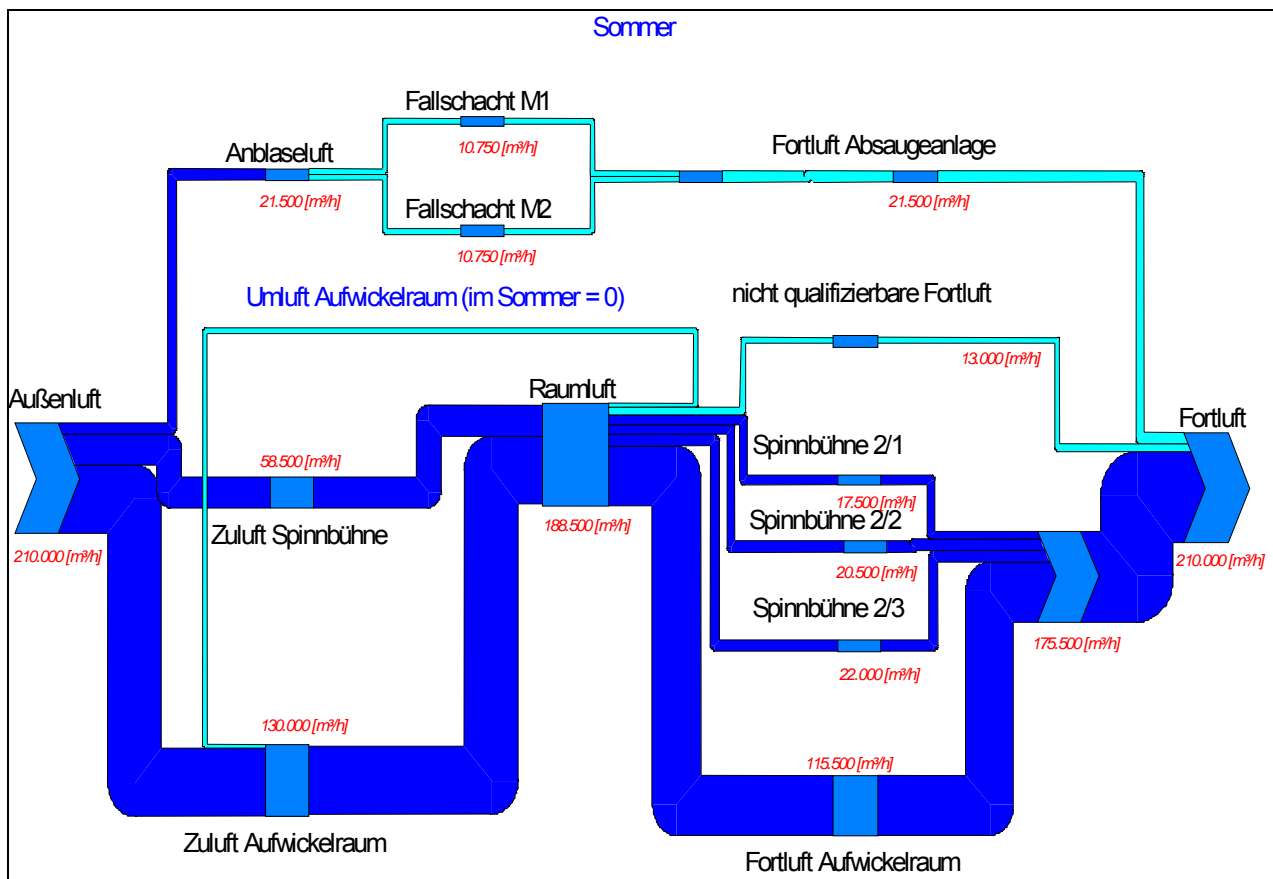 Sommer
Fallschacht M1
10.750 [m³/h]
Anblaseluft
21.500 [m³/h]
Fallschacht M2
10.750 [m³/h]
Fortluft Absaugeanlage
21.500 [m³/h]
Umluft Aufwickelraum (im Sommer = 0)
nicht qualifizierbare Fortluft
13.000 [m³/h]
Außenluft
210.000 [m³/h]
58.500 [m³/h]
Zuluft Spinnbühne
Raumluft
188.500 [m³/h]
Spinnbühne 2/1
17.500 [m³/h]
Spinnbühne 2/2
20.500 [m³/h]
Spinnbühne 2/3
22.000 [m³/h]
175.500 [m³/h]
Fortluft
210.000 [m³/h]
130.000 [m³/h]
Zuluft Aufwickelraum
115.500 [m³/h]
Fortluft Aufwickelraum